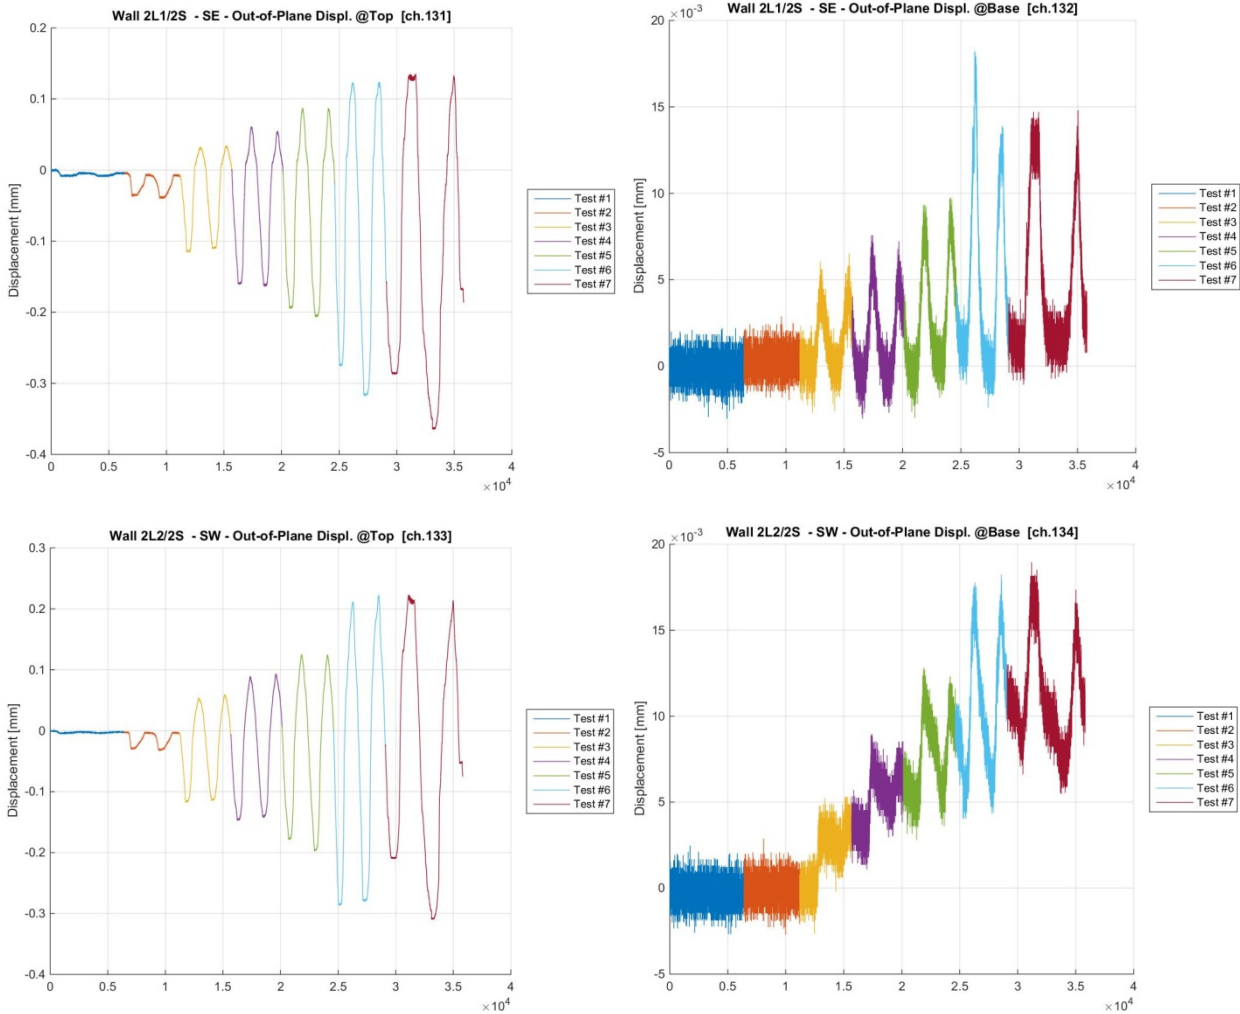 Wall 2L1/2S - SE - Out-of-Plane Displ. @Top [ch.131]
0.2
0.1
0
-0.1
-0.2
-0.3
-0.4
Displacement [mm]
0 0.5 1 1.5 2 2.5 3 3.5 4
×10⁴
Test #1
Test #2
Test #3
Test #4
Test #5
Test #6
Test #7
Wall 2L1/2S - SE - Out-of-Plane Displ. @Base [ch.132]
×10⁻³
20
15
10
5
0
-5
Displacement [mm]
0 0.5 1 1.5 2 2.5 3 3.5 4
×10⁴
Test #1
Test #2
Test #3
Test #4
Test #5
Test #6
Test #7
Wall 2L2/2S - SW - Out-of-Plane Displ. @Top [ch.133]
0.3
0.2
0.1
0
-0.1
-0.2
-0.3
-0.4
Displacement [mm]
0 0.5 1 1.5 2 2.5 3 3.5 4
×10⁴
Test #1
Test #2
Test #3
Test #4
Test #5
Test #6
Test #7
Wall 2L2/2S - SW - Out-of-Plane Displ. @Base [ch.134]
×10⁻³
20
15
10
5
0
-5
Displacement [mm]
0 0.5 1 1.5 2 2.5 3 3.5 4
×10⁴
Test #1
Test #2
Test #3
Test #4
Test #5
Test #6
Test #7